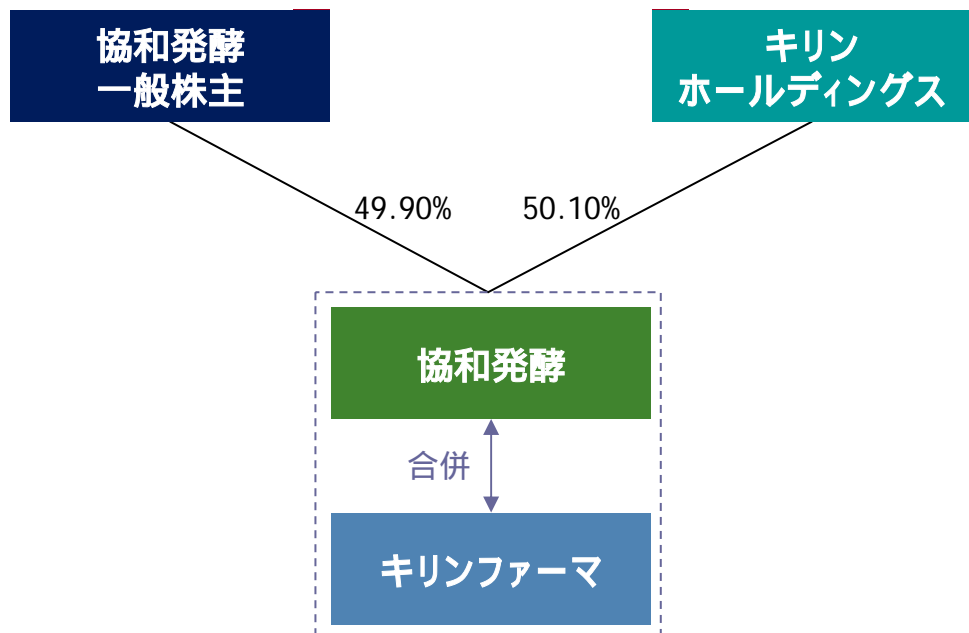 協和発酵
一般株主
キリン
ホールディングス
49.90%
50.10%
協和発酵
合併
キリンファーマ